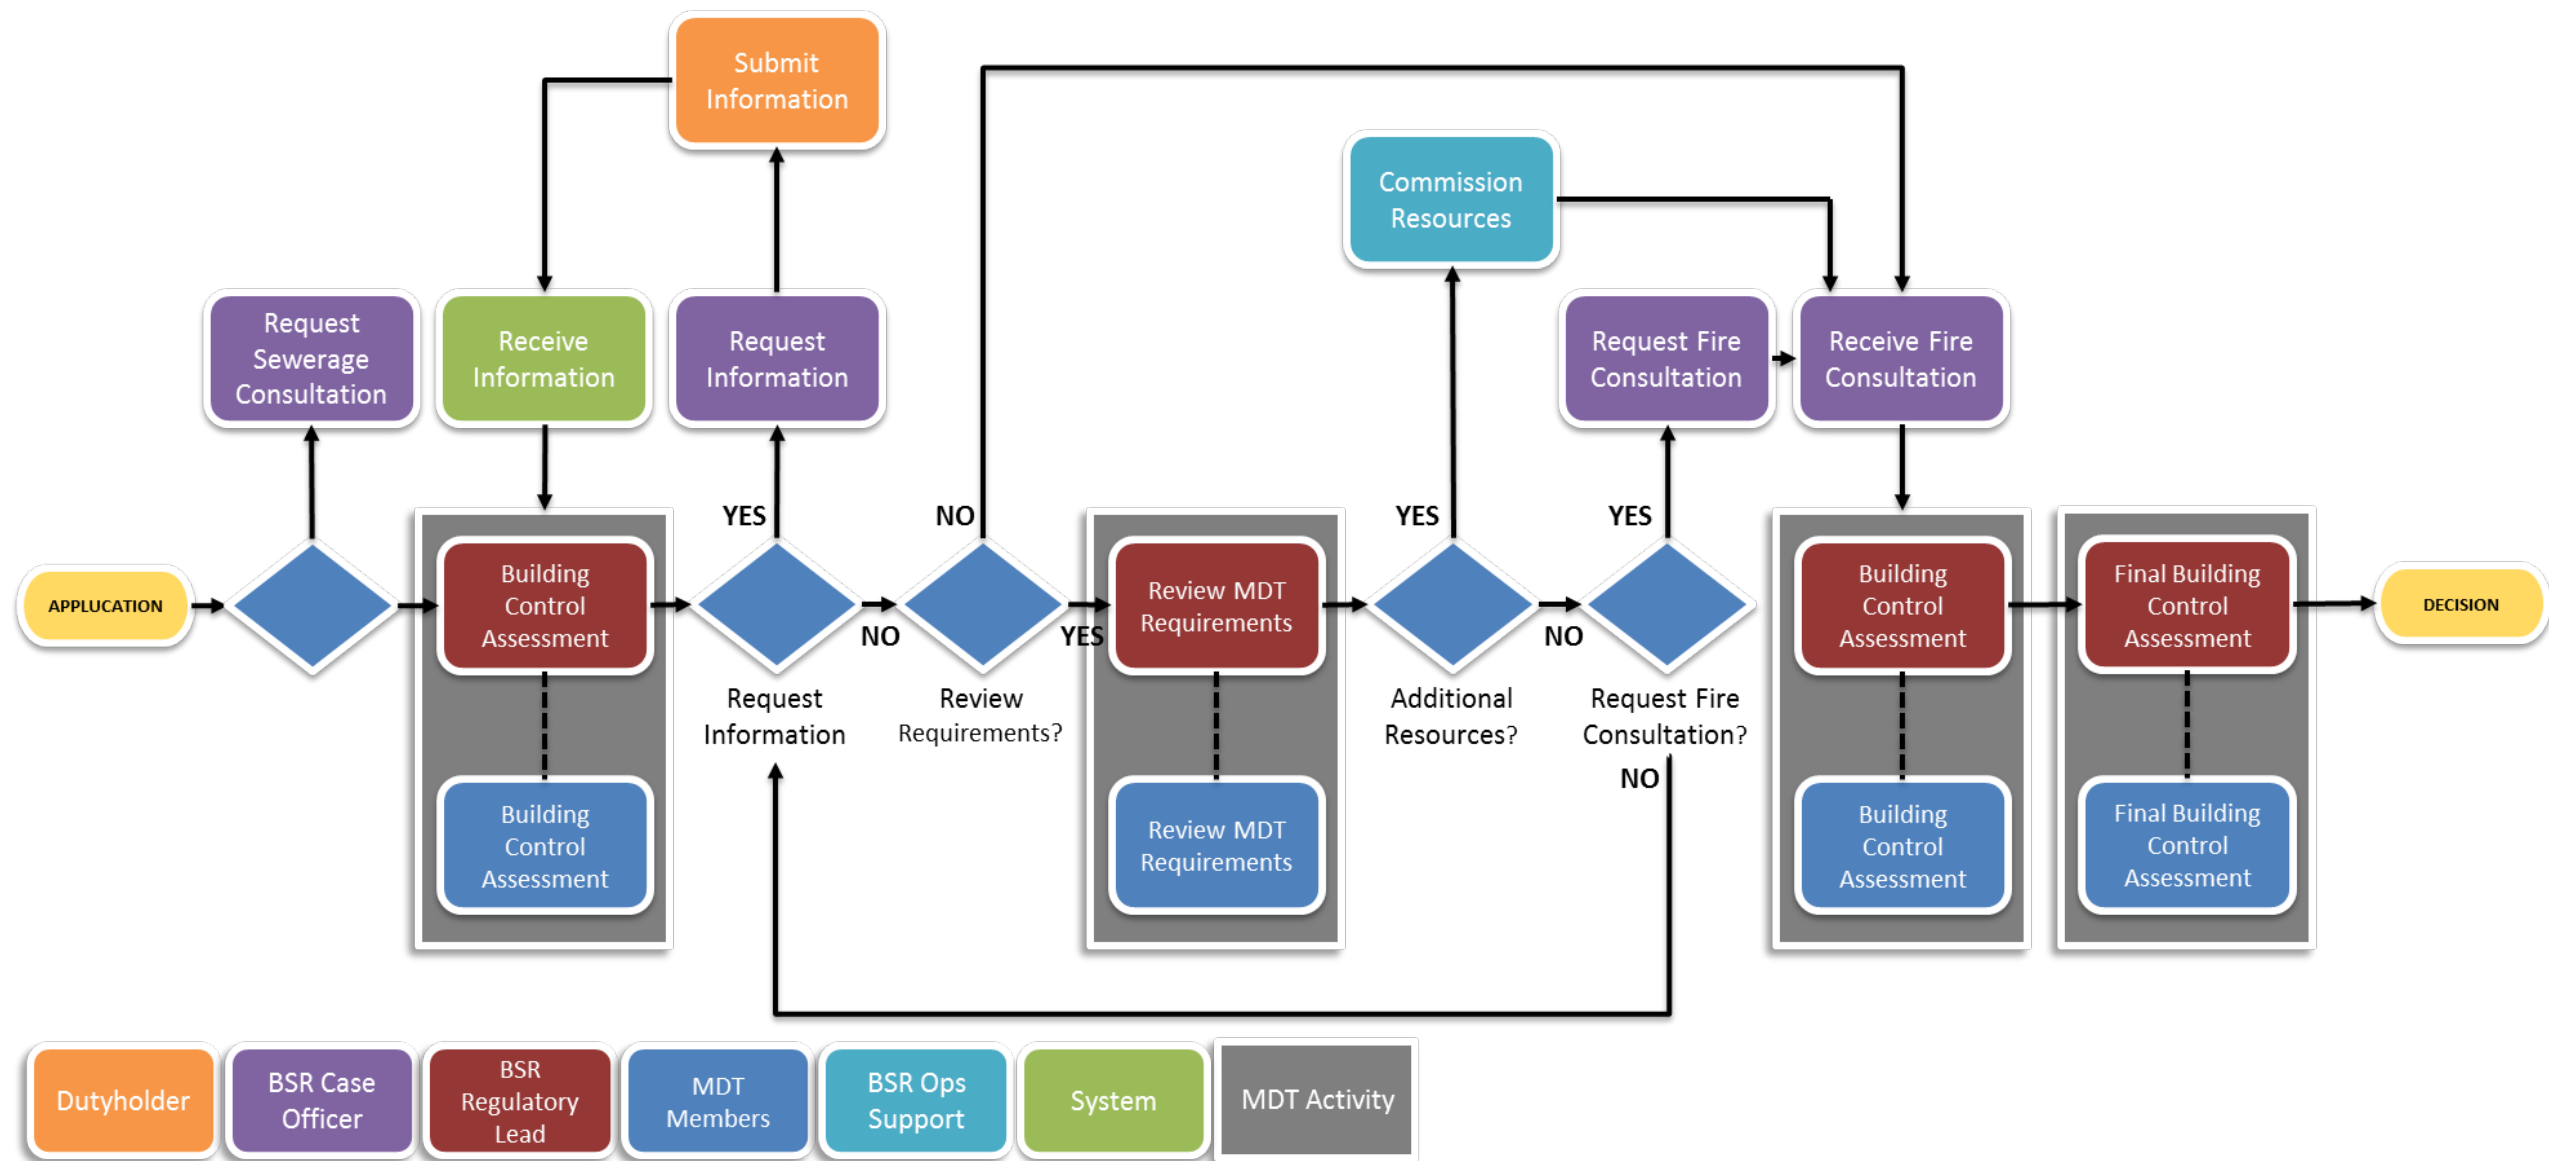 Submit
Information
Commission
Resources
Request
Sewerage
Consultation
Receive
Information
Request
Information
Request Fire
Consultation
Receive Fire
Consultation
YES
NO
YES
YES
APPLUCATION
Building
Control
Assessment
NO
YES
Review MDT
Requirements
NO
Building
Control
Assessment
Final Building
Control
Assessment
DECISION
Request
Information
Review
Requirements?
Additional
Resources?
Request Fire
Consultation?
NO
Building
Control
Assessment
Review MDT
Requirements
Building
Control
Assessment
Final Building
Control
Assessment
Dutyholder
BSR Case
Officer
BSR
Regulatory
Lead
MDT
Members
BSR Ops
Support
System
MDT Activity